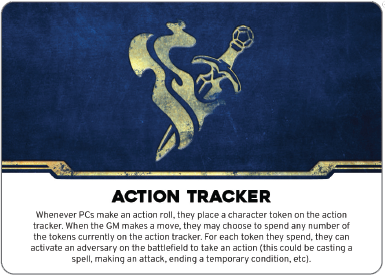 ACTION TRACKER
Whenever PCs make an action roll, they place a character token on the action
tracker. When the GM makes a move, they may choose to spend any number of
the tokens currently on the action tracker. For each token they spend, they can
activate an adversary on the battlefield to take an action (this could be casting a
spell, making an attack, ending a temporary condition, etc).